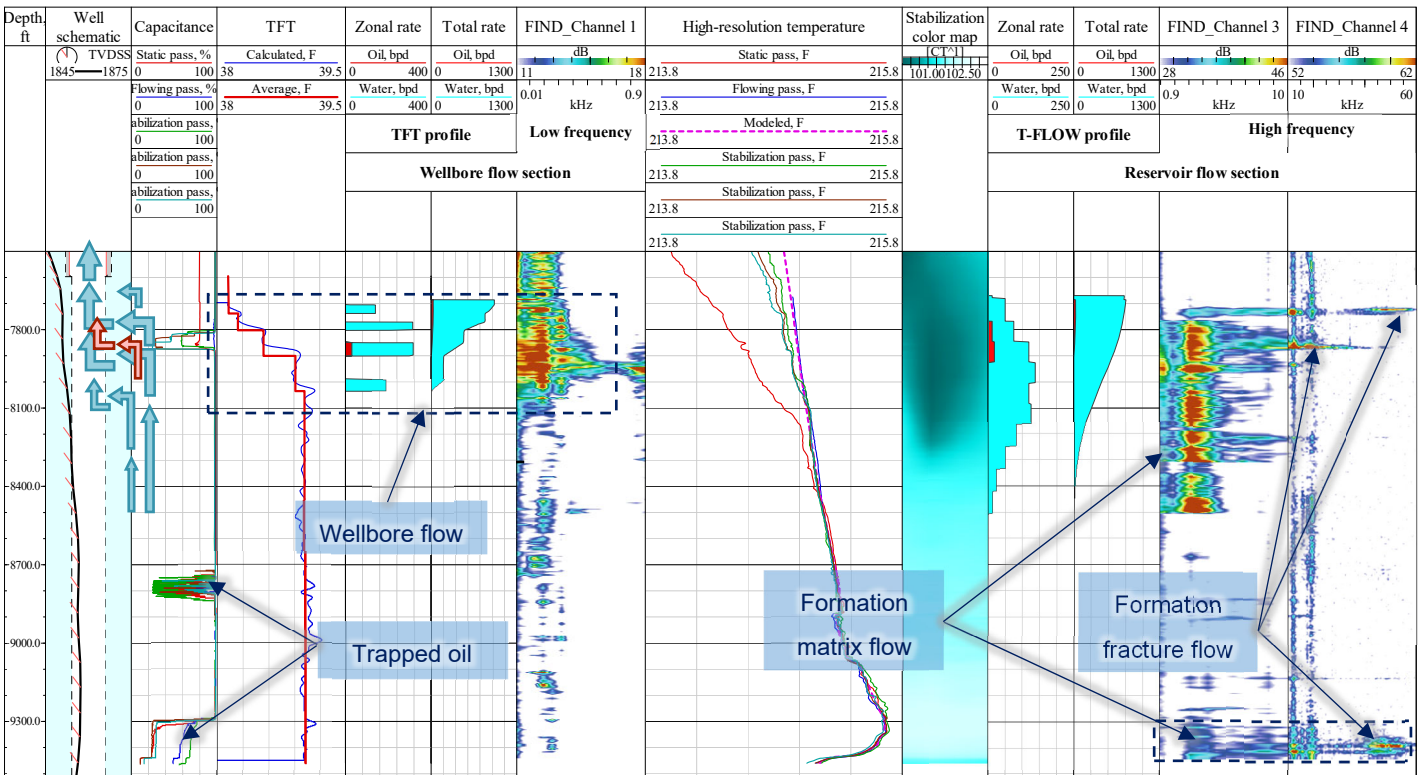 Depth, ft
Well schematic
Capacitance
TFT
Zonal rate
Total rate
FIND_Channel 1
High-resolution temperature
Stabilization color map
Zonal rate
Total rate
FIND_Channel 3
FIND_Channel 4
TVDSS
1845 1875
Static pass, %
0 100
Calculated, F
38 39.5
Oil, bpd
0 400
Oil, bpd
0 1300
dB
11 18
0.01 0.9
kHz
Static pass, F
213.8 215.8
[CT^1]
101.00 102.50
Oil, bpd
0 250
Oil, bpd
0 1300
dB
28 46
0.9 10
kHz
dB
52 62
10 60
kHz
Flowing pass, %
0 100
Average, F
38 39.5
Water, bpd
0 400
Water, bpd
0 1300
Flowing pass, F
213.8 215.8
Water, bpd
0 250
Water, bpd
0 1300
abilization pass,
0 100
TFT profile
Low frequency
Modeled, F
213.8 215.8
T-FLOW profile
High frequency
abilization pass,
0 100
Wellbore flow section
Stabilization pass, F
213.8 215.8
Reservoir flow section
abilization pass,
0 100
Stabilization pass, F
213.8 215.8
Stabilization pass, F
213.8 215.8
7800.0
8100.0
8400.0
8700.0
9000.0
9300.0
Wellbore flow
Trapped oil
Formation
matrix flow
Formation
fracture flow